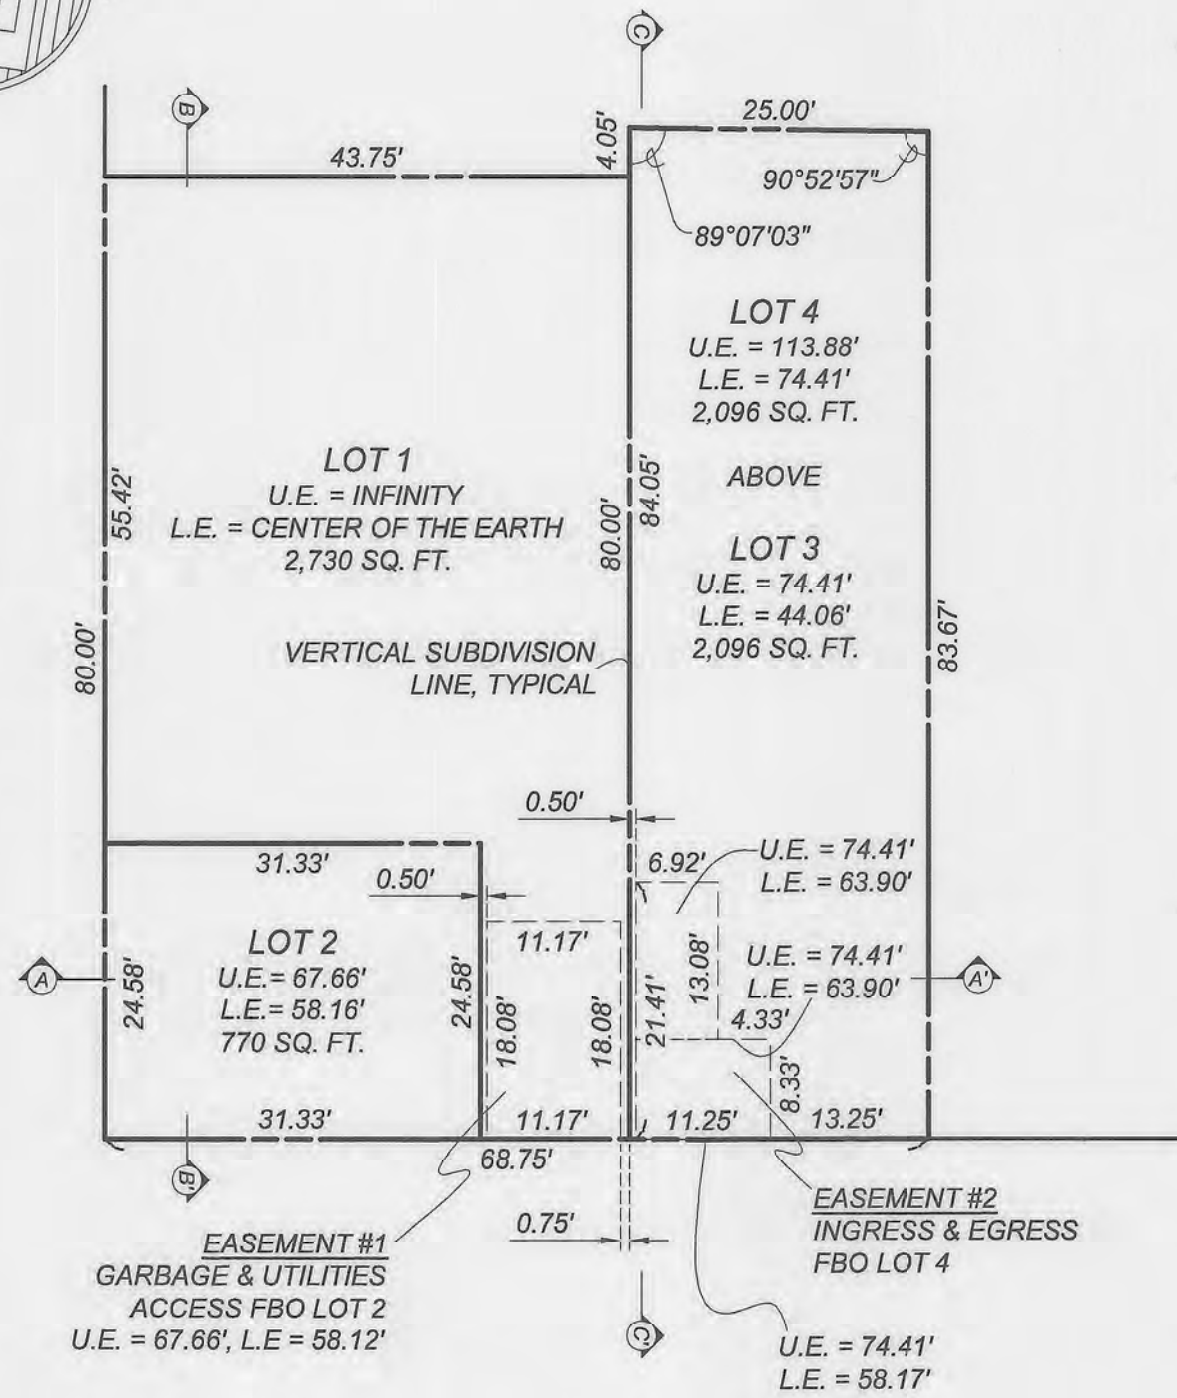 C
25.00'
4.05'
B
43.75'
90°52'57"
89°07'03"
LOT 4
U.E. = 113.88'
L.E. = 74.41'
2,096 SQ. FT.
ABOVE
LOT 3
U.E. = 74.41'
L.E. = 44.06'
2,096 SQ. FT.
LOT 1
U.E. = INFINITY
L.E. = CENTER OF THE EARTH
2,730 SQ. FT.
55.42'
80.00'
84.05'
80.00'
83.67'
VERTICAL SUBDIVISION
LINE, TYPICAL
0.50'
31.33'
0.50'
6.92'
U.E. = 74.41'
L.E. = 63.90'
LOT 2
U.E.= 67.66'
L.E.= 58.16'
770 SQ. FT.
11.17'
13.08'
U.E. = 74.41'
L.E. = 63.90'
A
24.58'
24.58'
18.08'
18.08'
21.41'
4.33'
A'
8.33'
31.33'
11.17'
11.25'
13.25'
68.75'
B'
0.75'
EASEMENT #1
GARBAGE & UTILITIES
ACCESS FBO LOT 2
U.E. = 67.66', L.E = 58.12'
EASEMENT #2
INGRESS & EGRESS
FBO LOT 4
C'
U.E. = 74.41'
L.E. = 58.17'